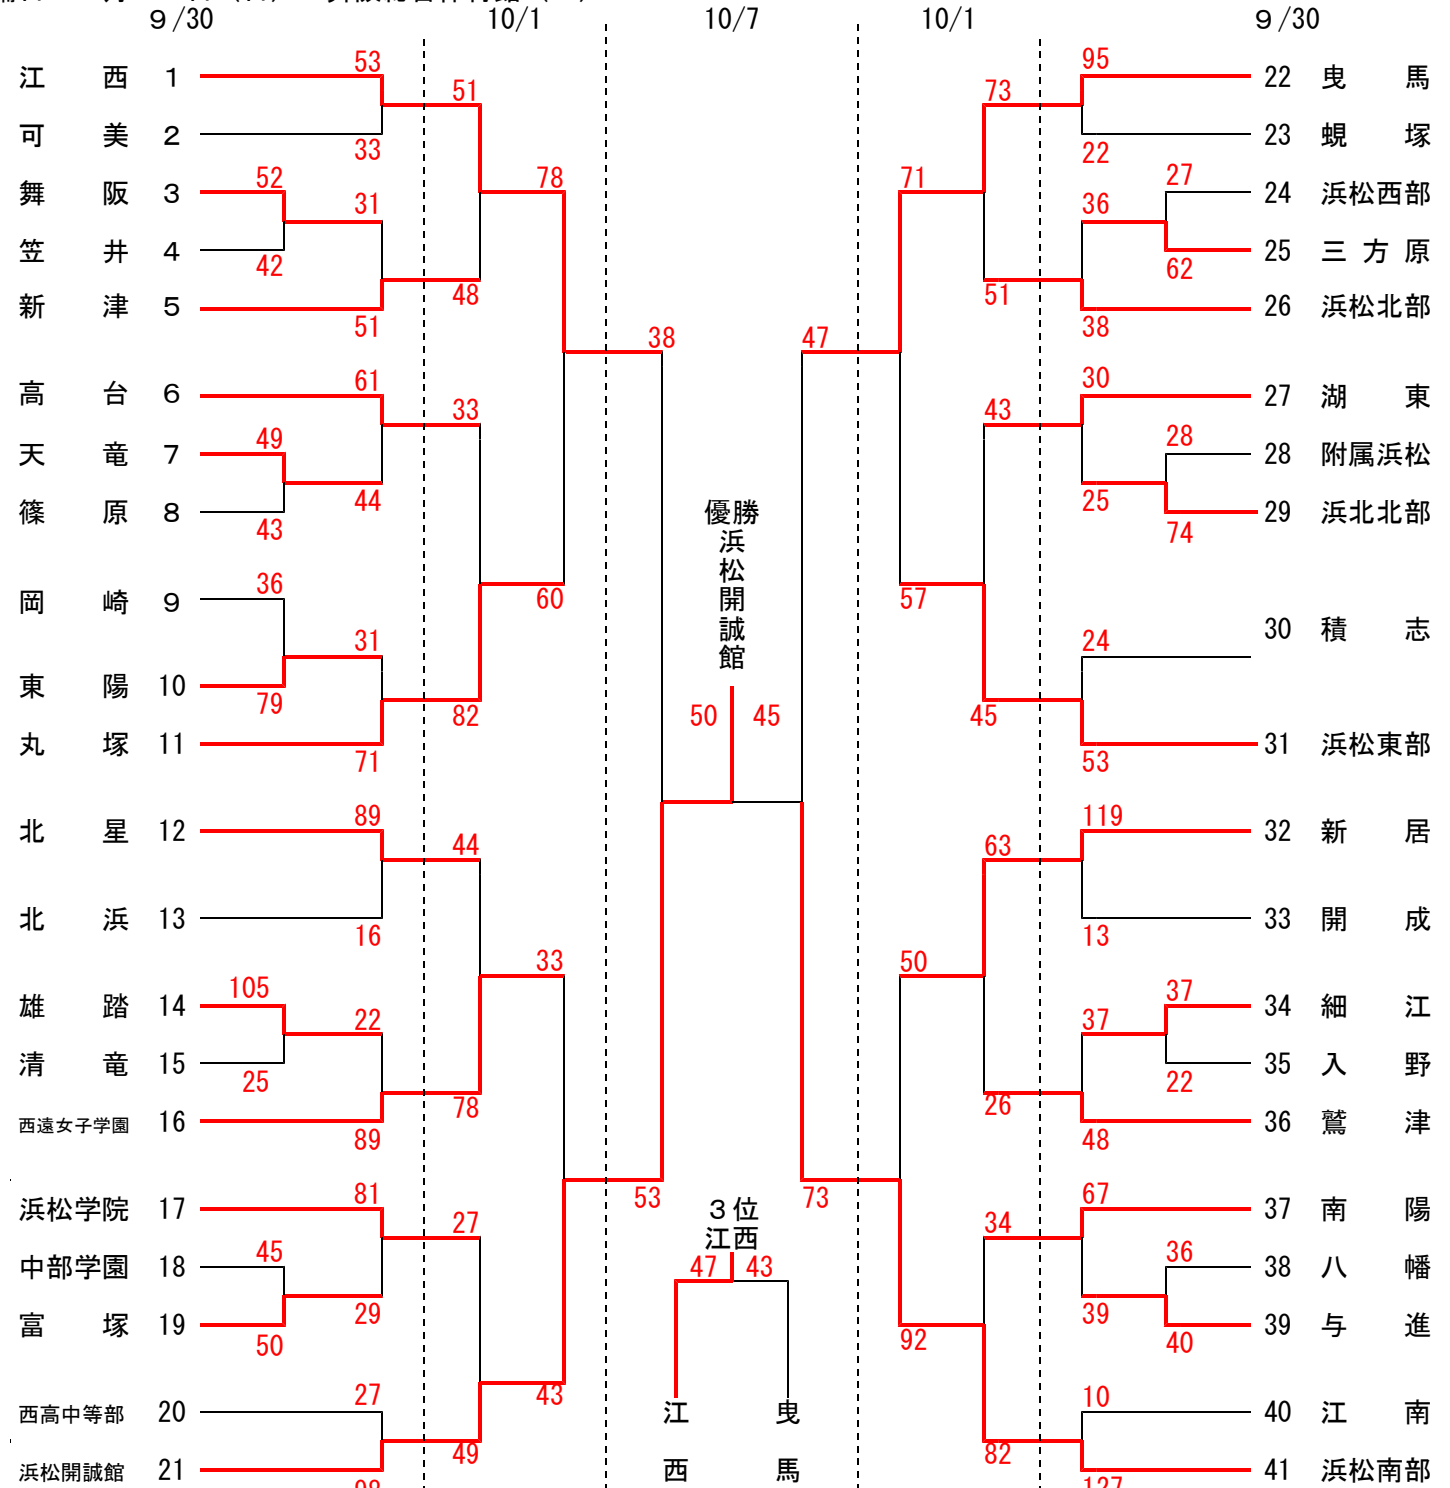 9/30 10/1 10/7 10/1 9/30
53 95
江西 1 51 73 22 曳馬
可美 2 23 蜆塚
33 22
52 78 71 27
舞阪 3 31 36 24 浜松西部
笠井 4 25 三方原
42 62
48 51
新津 5 26 浜松北部
51 38
38 47
61 30
高台 6 33 43 27 湖東
49 28
天竜 7 28 附属浜松
44 25
篠原 8 優勝 29 浜北北部
43 74
浜松開誠館
36
岡崎 9 60 57
31 24 30 積志
東陽 10
79
82 50 45 45
丸塚 11 31 浜松東部
71 53
89 119
北星 12 44 63 32 新居
北浜 13 33 開成
16 13
33 50
105 37
雄踏 14 22 37 34 細江
清竜 15 35 入野
25 22
78 26
西遠女子学園 16 36 鷲津
89 48
81 53 73 67
浜松学院 17 3位 37 南陽
27 江西 34
45 47 43 36
中部学園 18 38 八幡
29 39
富塚 19 39 与進
50 92 40
27 43 10
西高中等部 20 江西 曳馬 40 江南
49 82
浜松開誠館 21 41 浜松南部